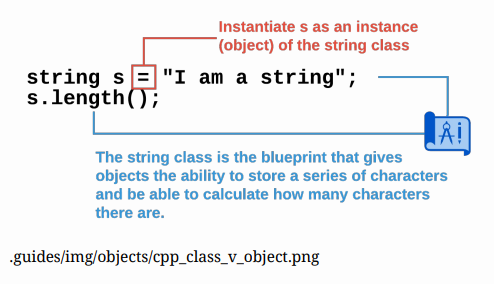 Instantiate s as an instance
(object) of the string class
string s = "I am a string";
s.length();
The string class is the blueprint that gives
objects the ability to store a series of characters
and be able to calculate how many characters
there are.
.guides/img/objects/cpp_class_v_object.png